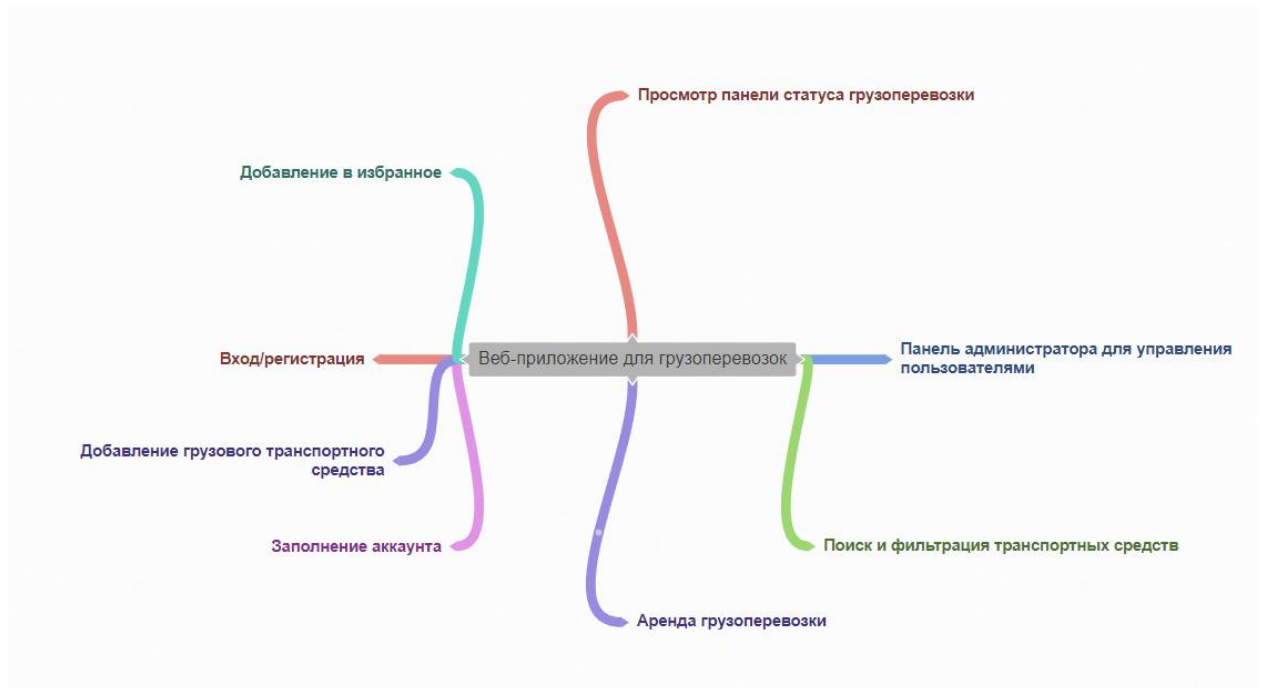 Просмотр панели статуса грузоперевозки
Добавление в избранное
Вход/регистрация
Веб-приложение для грузоперевозок
Панель администратора для управления
пользователями
Добавление грузового транспортного
средства
Заполнение аккаунта
Поиск и фильтрация транспортных средств
Аренда грузоперевозки